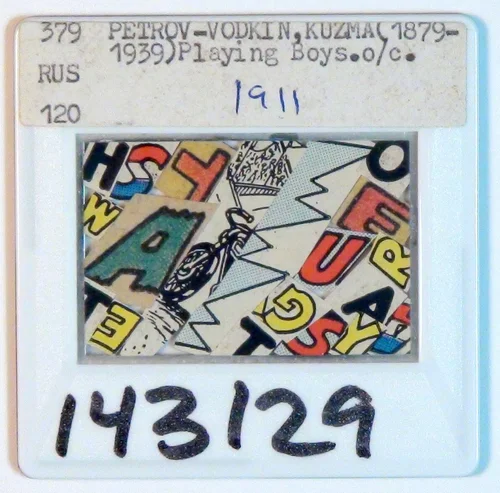 379 PETROV-VODKIN,KUZMA(1879-
1939)Playing Boys.o/c.
RUS
120
1911
H S Y
W
A
E
O
E
U R
G S Y A
T
143129